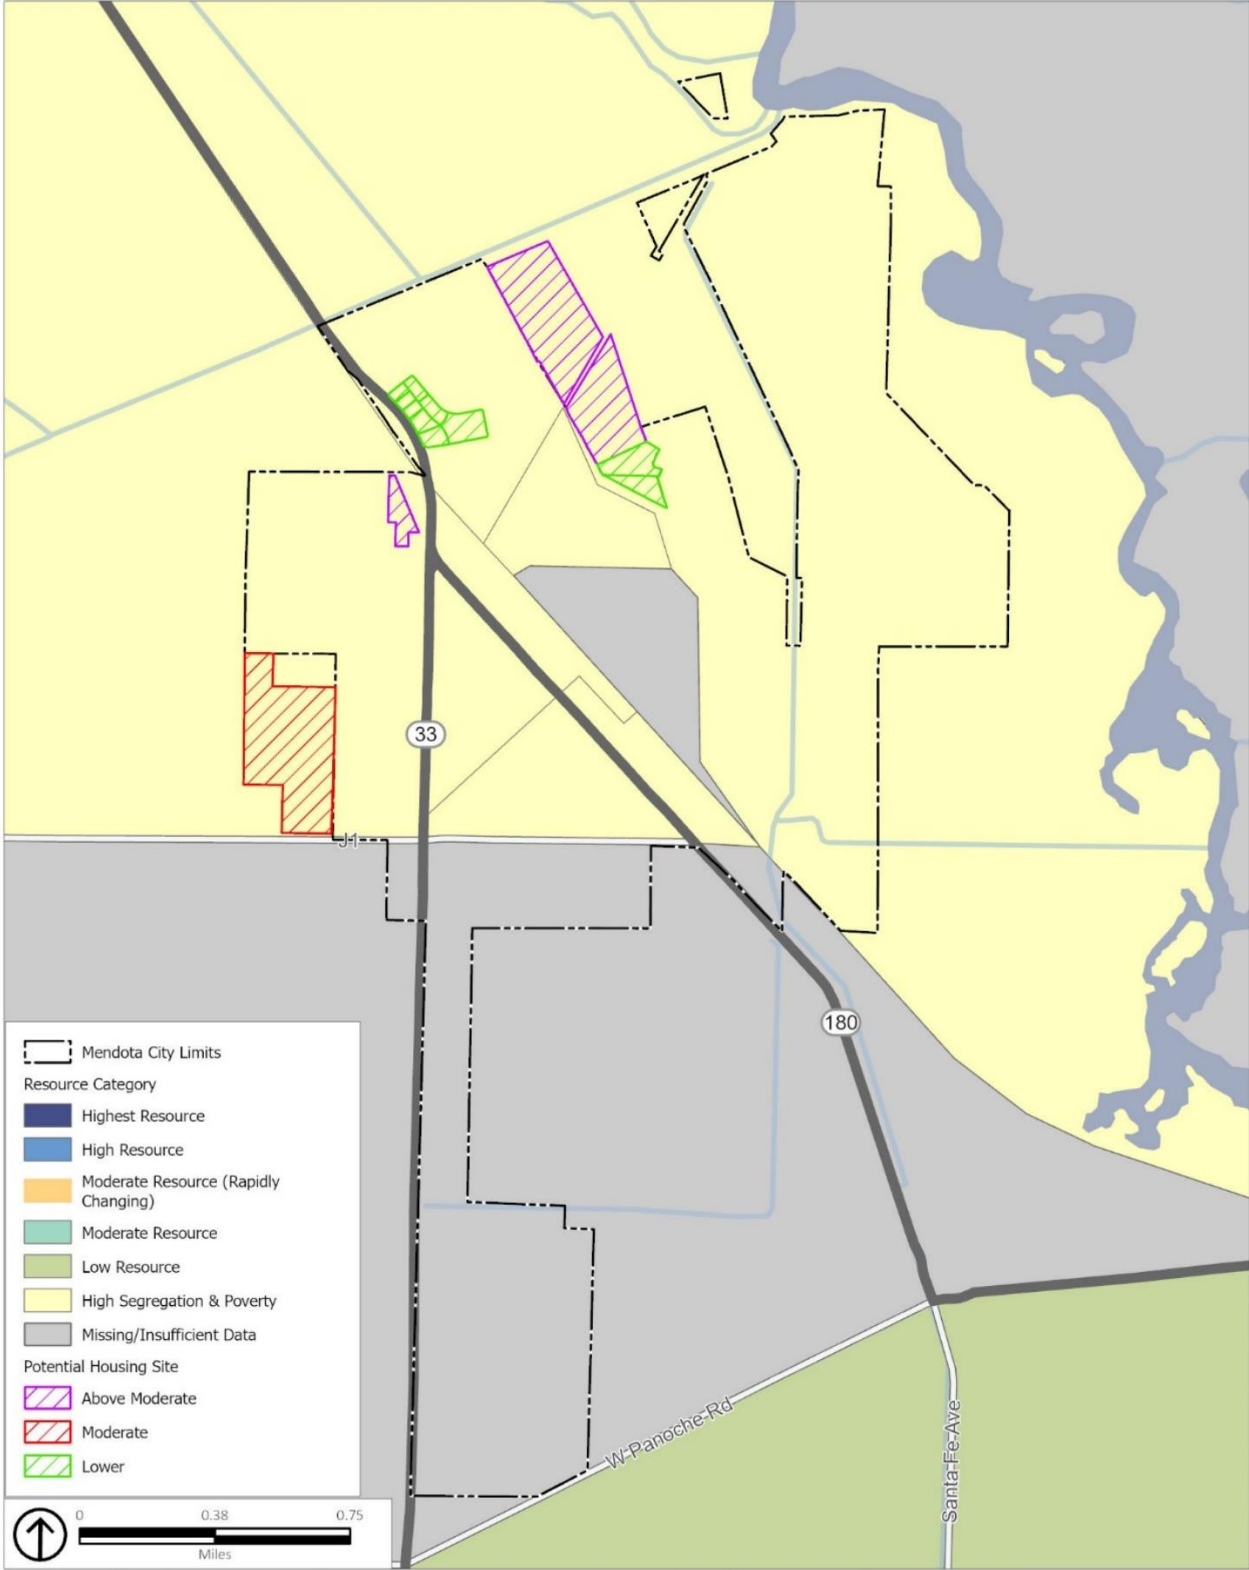 33
J1
180
W Panoche Rd
Santa Fe Ave
Mendota City Limits
Resource Category
Highest Resource
High Resource
Moderate Resource (Rapidly
Changing)
Moderate Resource
Low Resource
High Segregation & Poverty
Missing/Insufficient Data
Potential Housing Site
Above Moderate
Moderate
Lower
0 0.38 0.75
Miles